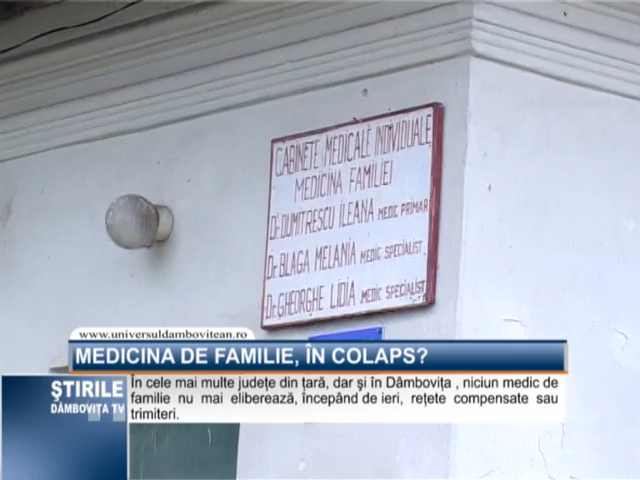 CABINETE MEDICALE INDIVIDUALE
MEDICINA FAMILIEI
Dr. DUMITRESCU ILEANA MEDIC PRIMAR
Dr. BLAGA MELANIA MEDIC SPECIALIST
Dr. GHEORGHE LIDIA MEDIC SPECIALIST
www.universuldambovitean.ro
MEDICINA DE FAMILIE, ÎN COLAPS?
ŞTIRILE
DÂMBOVIŢA TV
În cele mai multe judeţe din ţară, dar şi în Dâmboviţa , niciun medic de
familie nu mai eliberează, începând de ieri, reţete compensate sau
trimiteri.